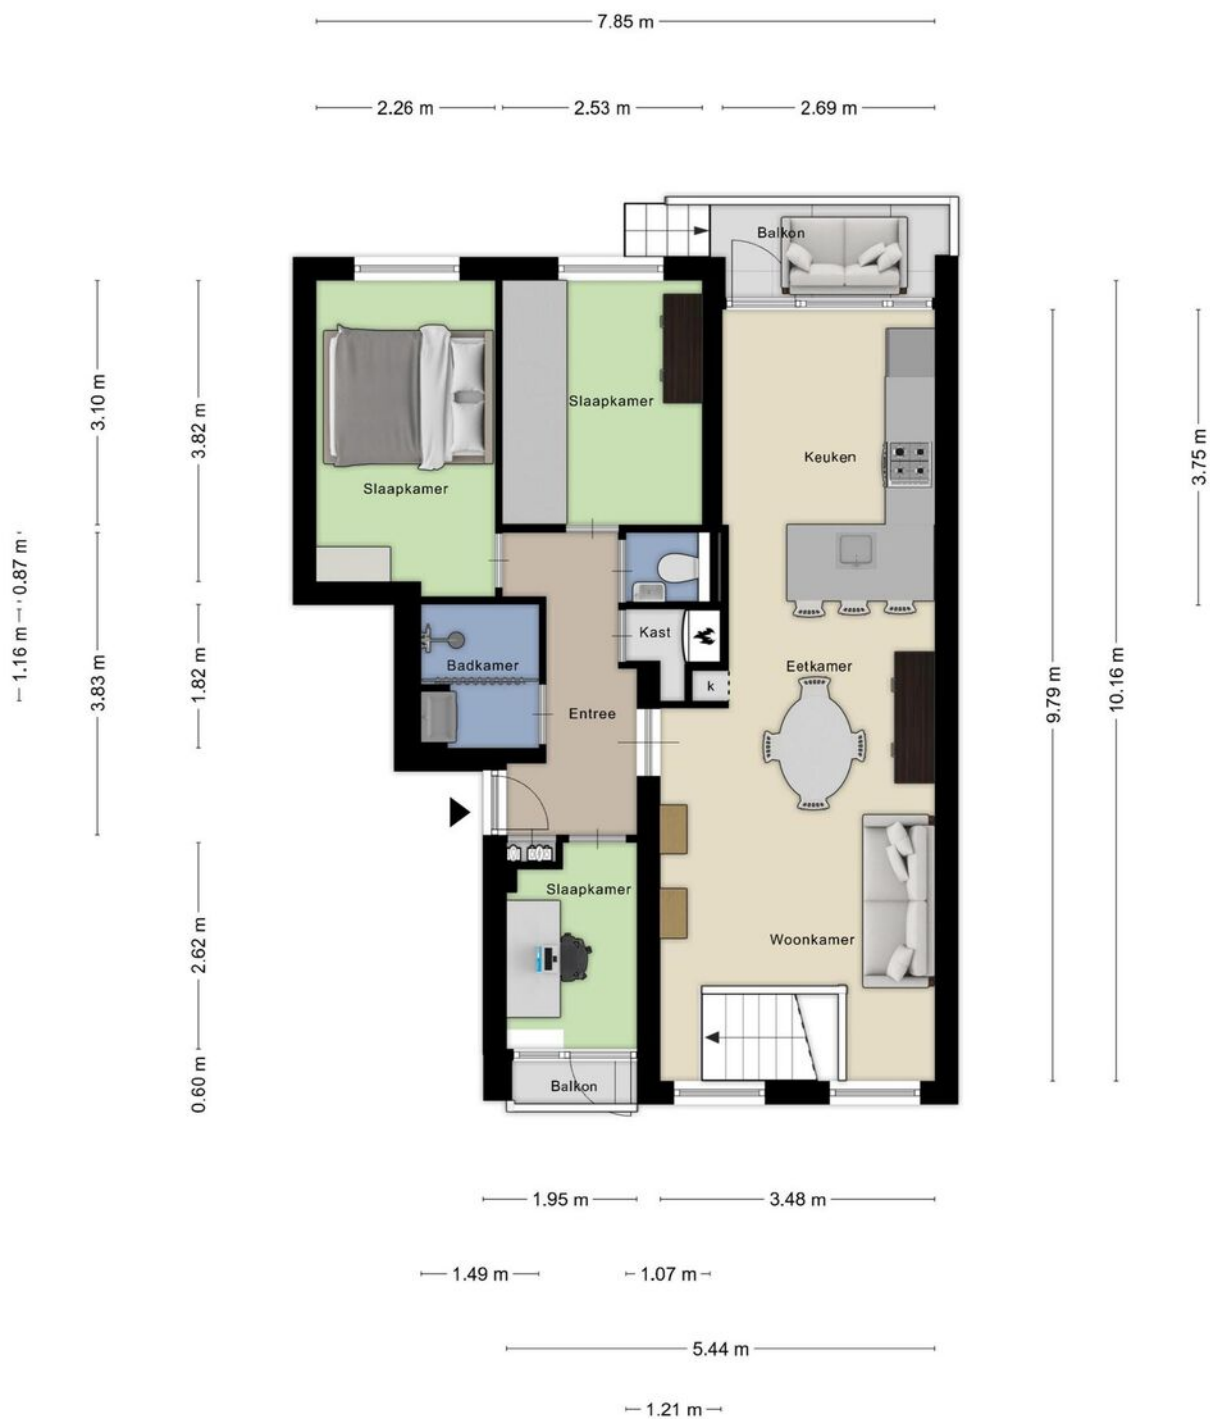 7.85 m
2.26 m
2.53 m
2.69 m
Balkon
3.10 m
3.82 m
Slaapkamer
3.75 m
Keuken
Slaapkamer
0.87 m
1.16 m
Kast
Badkamer
Eetkamer
k
3.83 m
1.82 m
9.79 m
10.16 m
Entree
Slaapkamer
2.62 m
Woonkamer
0.60 m
Balkon
1.95 m
3.48 m
1.49 m
1.07 m
5.44 m
1.21 m